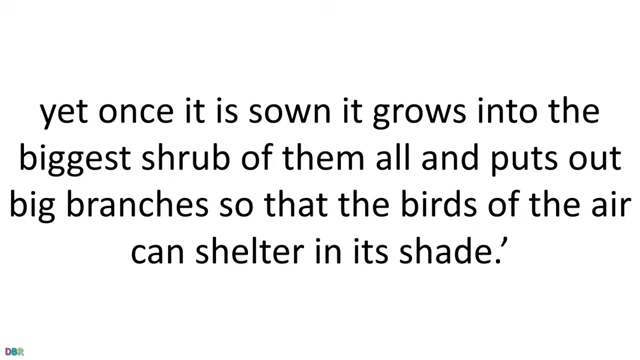 yet once it is sown it grows into the
biggest shrub of them all and puts out
big branches so that the birds of the air
can shelter in its shade.’
DBR